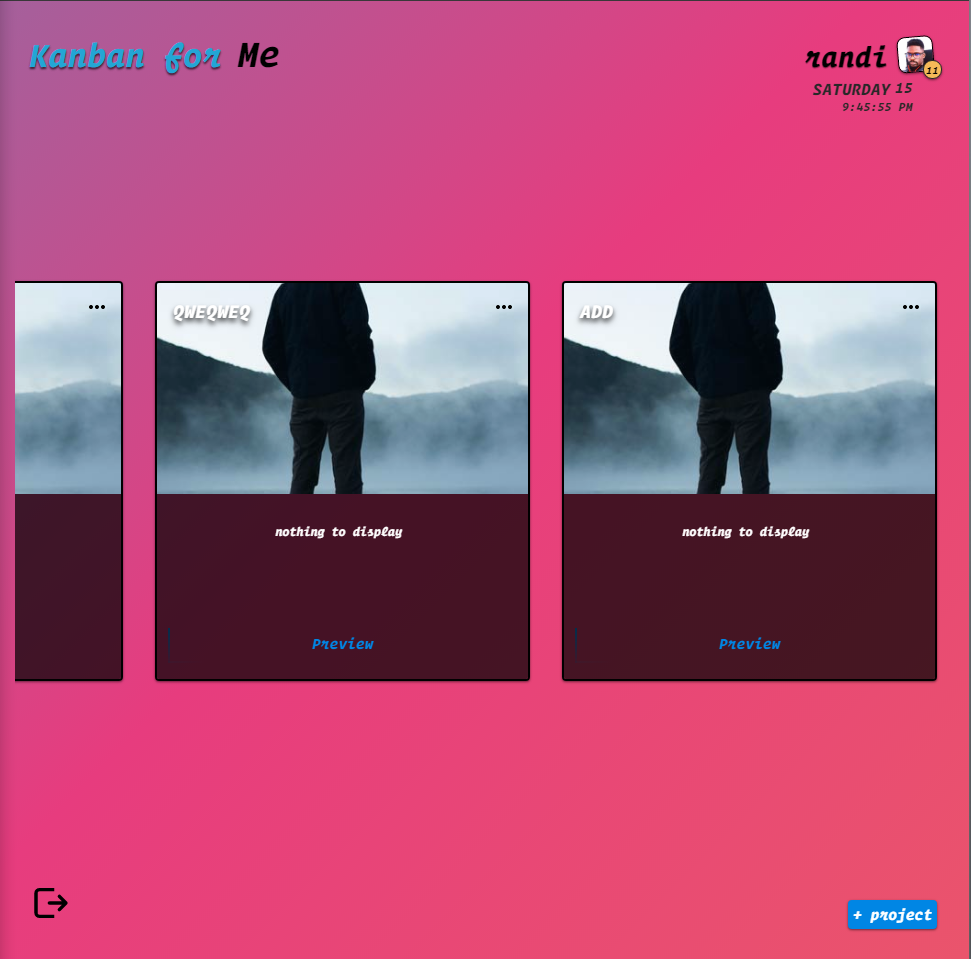 Kanban for Me
randi
11
SATURDAY 15
9:45:55 PM
QWEQWEQ
ADD
nothing to display
nothing to display
Preview
Preview
+ project